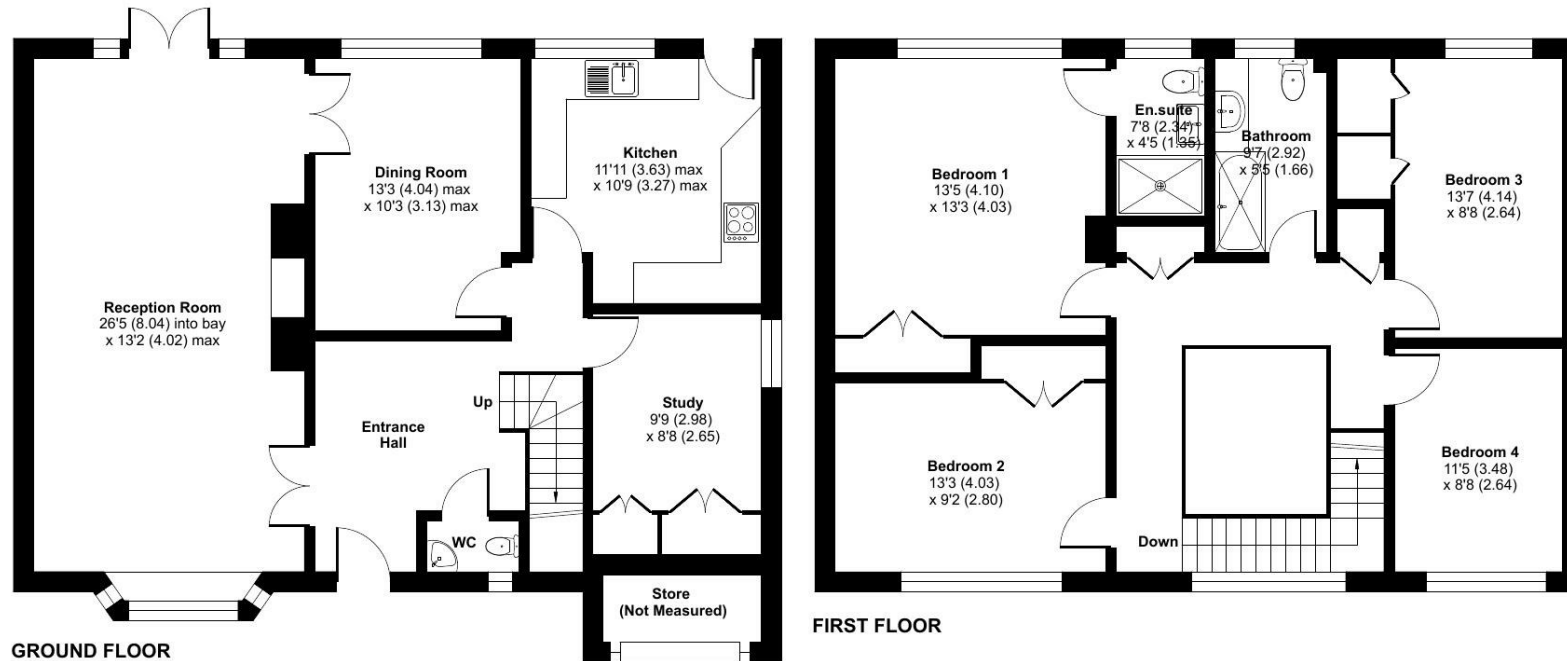 Reception Room
26'5 (8.04) into bay
x 13'2 (4.02) max
Dining Room
13'3 (4.04) max
x 10'3 (3.13) max
Kitchen
11'11 (3.63) max
x 10'9 (3.27) max
Up
Entrance
Hall
Study
9'9 (2.98)
x 8'8 (2.65)
WC
Store
(Not Measured)
GROUND FLOOR
Bedroom 1
13'5 (4.10)
x 13'3 (4.03)
En.suite
7'8 (2.34)
x 4'5 (1.35)
Bathroom
9'7 (2.92)
x 5'5 (1.66)
Bedroom 3
13'7 (4.14)
x 8'8 (2.64)
Bedroom 2
13'3 (4.03)
x 9'2 (2.80)
Bedroom 4
11'5 (3.48)
x 8'8 (2.64)
Down
FIRST FLOOR